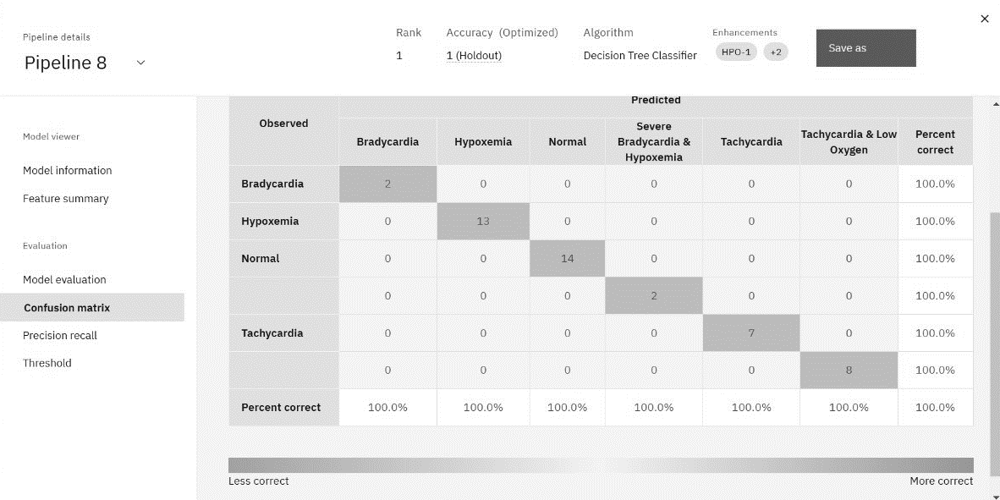 Pipeline details
Pipeline 8
Rank
1
Accuracy (Optimized)
1 (Holdout)
Algorithm
Decision Tree Classifier
Enhancements
HPO-1 +2
Save as
Model viewer
Model information
Feature summary
Evaluation
Model evaluation
Confusion matrix
Precision recall
Threshold
Observed
Predicted
Bradycardia Hypoxemia Normal Severe Bradycardia & Hypoxemia Tachycardia Tachycardia & Low Oxygen Percent correct
Bradycardia 2 0 0 0 0 0 100.0%
Hypoxemia 0 13 0 0 0 0 100.0%
Normal 0 0 14 0 0 0 100.0%
0 0 0 2 0 0 100.0%
Tachycardia 0 0 0 0 7 0 100.0%
0 0 0 0 0 8 100.0%
Percent correct 100.0% 100.0% 100.0% 100.0% 100.0% 100.0% 100.0%
Less correct More correct